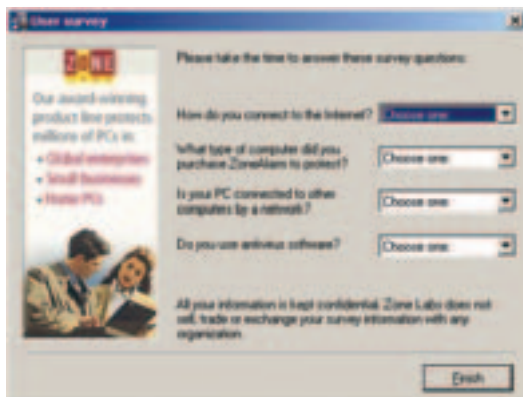 User survey
ZONE
Our award-winning
product line protects
millions of PCs in:
• Global enterprises
• Small businesses
• Home PCs
Please take the time to answer these survey questions:
How do you connect to the Internet?
Choose one:
What type of computer did you
purchase ZoneAlarm to protect?
Choose one:
Is your PC connected to other
computers by a network?
Choose one:
Do you use antivirus software?
Choose one:
All your information is kept confidential. Zone Labs does not
sell, trade or exchange your survey information with any
organization.
Finish